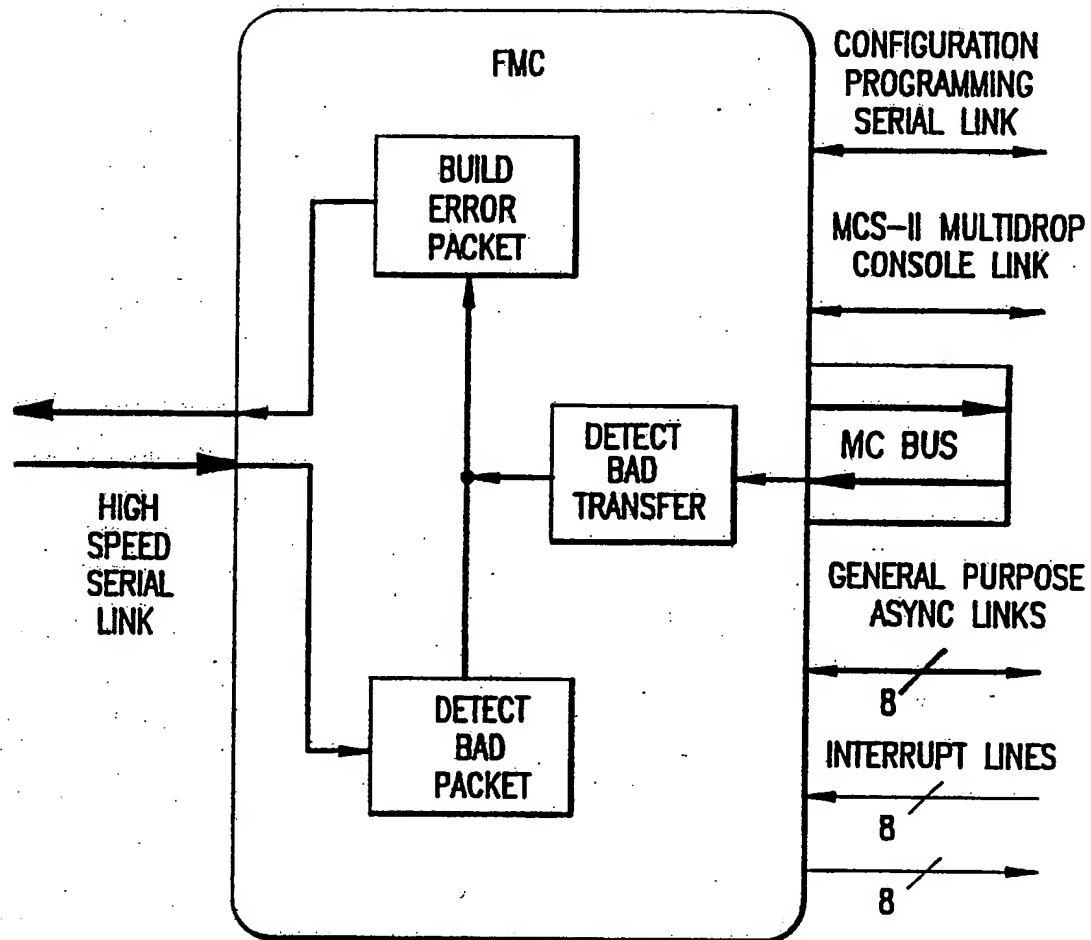 FMC
BUILD
ERROR
PACKET
DETECT
BAD
TRANSFER
DETECT
BAD
PACKET
HIGH
SPEED
SERIAL
LINK
CONFIGURATION
PROGRAMMING
SERIAL LINK
MCS-II MULTIDROP
CONSOLE LINK
MC BUS
GENERAL PURPOSE
ASYNC LINKS
8
INTERRUPT LINES
8
8